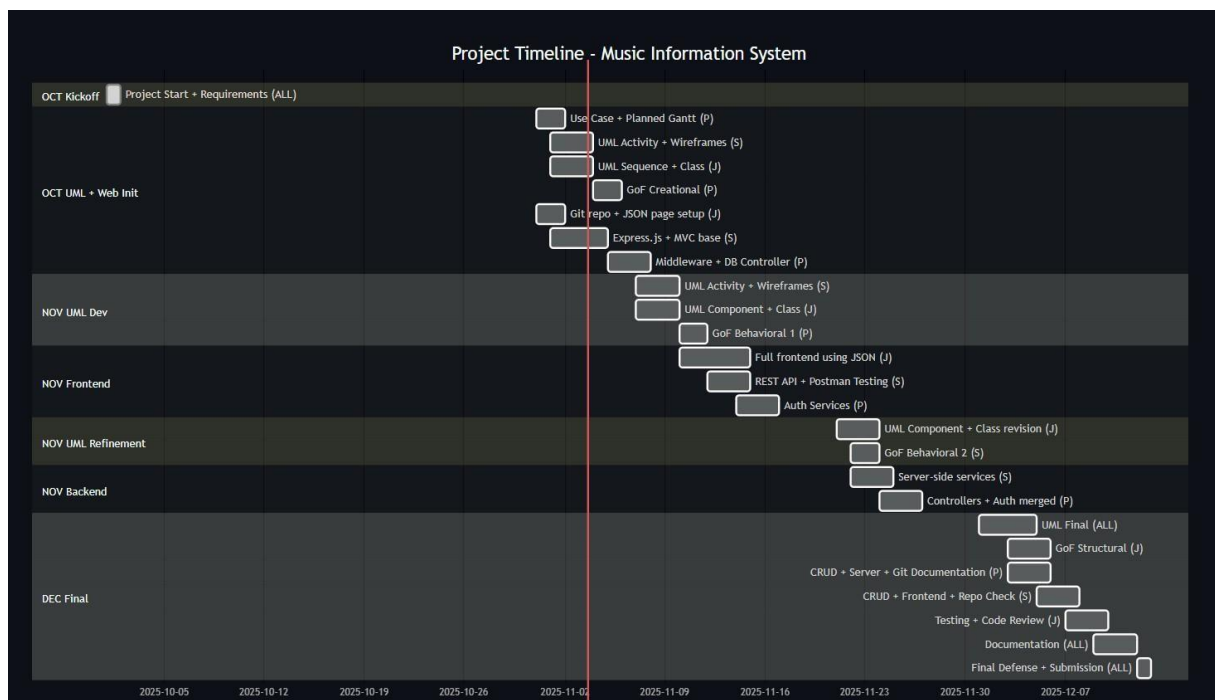 Project Timeline - Music Information System
OCT Kickoff
Project Start + Requirements (ALL)
OCT UML + Web Init
Use Case + Planned Gantt (P)
UML Activity + Wireframes (S)
UML Sequence + Class (J)
GoF Creational (P)
Git repo + JSON page setup (J)
Express.js + MVC base (S)
Middleware + DB Controller (P)
NOV UML Dev
UML Activity + Wireframes (S)
UML Component + Class (J)
GoF Behavioral 1 (P)
NOV Frontend
Full frontend using JSON (J)
REST API + Postman Testing (S)
Auth Services (P)
NOV UML Refinement
UML Component + Class revision (J)
GoF Behavioral 2 (S)
NOV Backend
Server-side services (S)
Controllers + Auth merged (P)
DEC Final
UML Final (ALL)
GoF Structural (J)
CRUD + Server + Git Documentation (P)
CRUD + Frontend + Repo Check (S)
Testing + Code Review (J)
Documentation (ALL)
Final Defense + Submission (ALL)
2025-10-05 2025-10-12 2025-10-19 2025-10-26 2025-11-02 2025-11-09 2025-11-16 2025-11-23 2025-11-30 2025-12-07